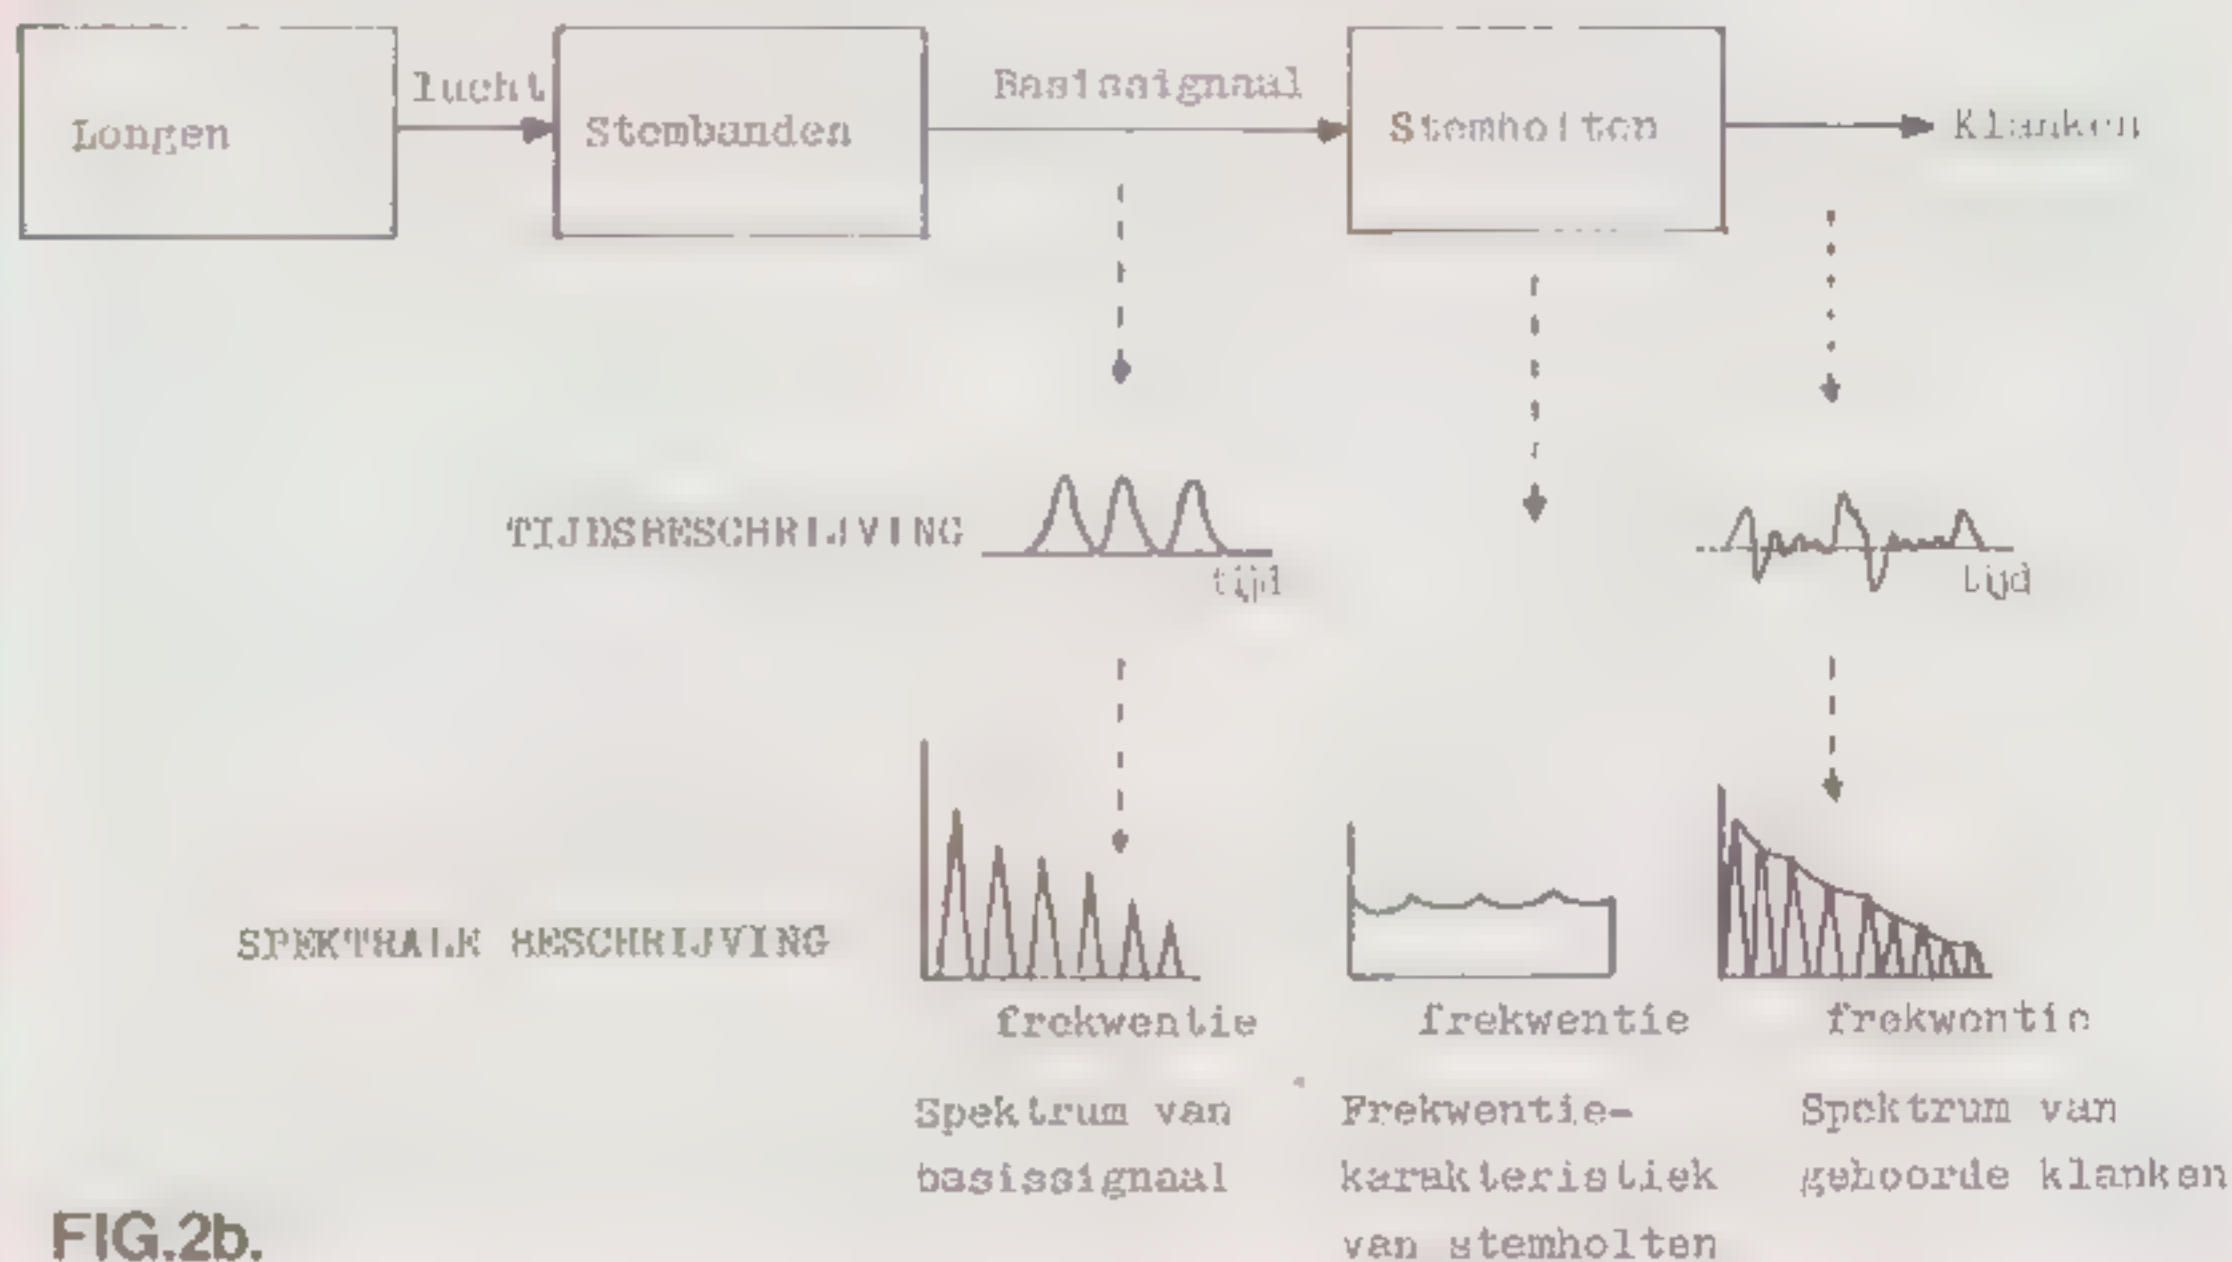 Longen
lucht
Stembanden
Basissignaal
Stemholten
Klanken
TIJDSBESCHRIJVING
tijd
tijd
SPEKTRALE BESCHRIJVING
frekwentie
frekwentie
frekwentie
Spektrum van
basissignaal
Frekwentie-
karakteristiek
van stemholten
Spektrum van
gehoorde klanken
FIG.2b.